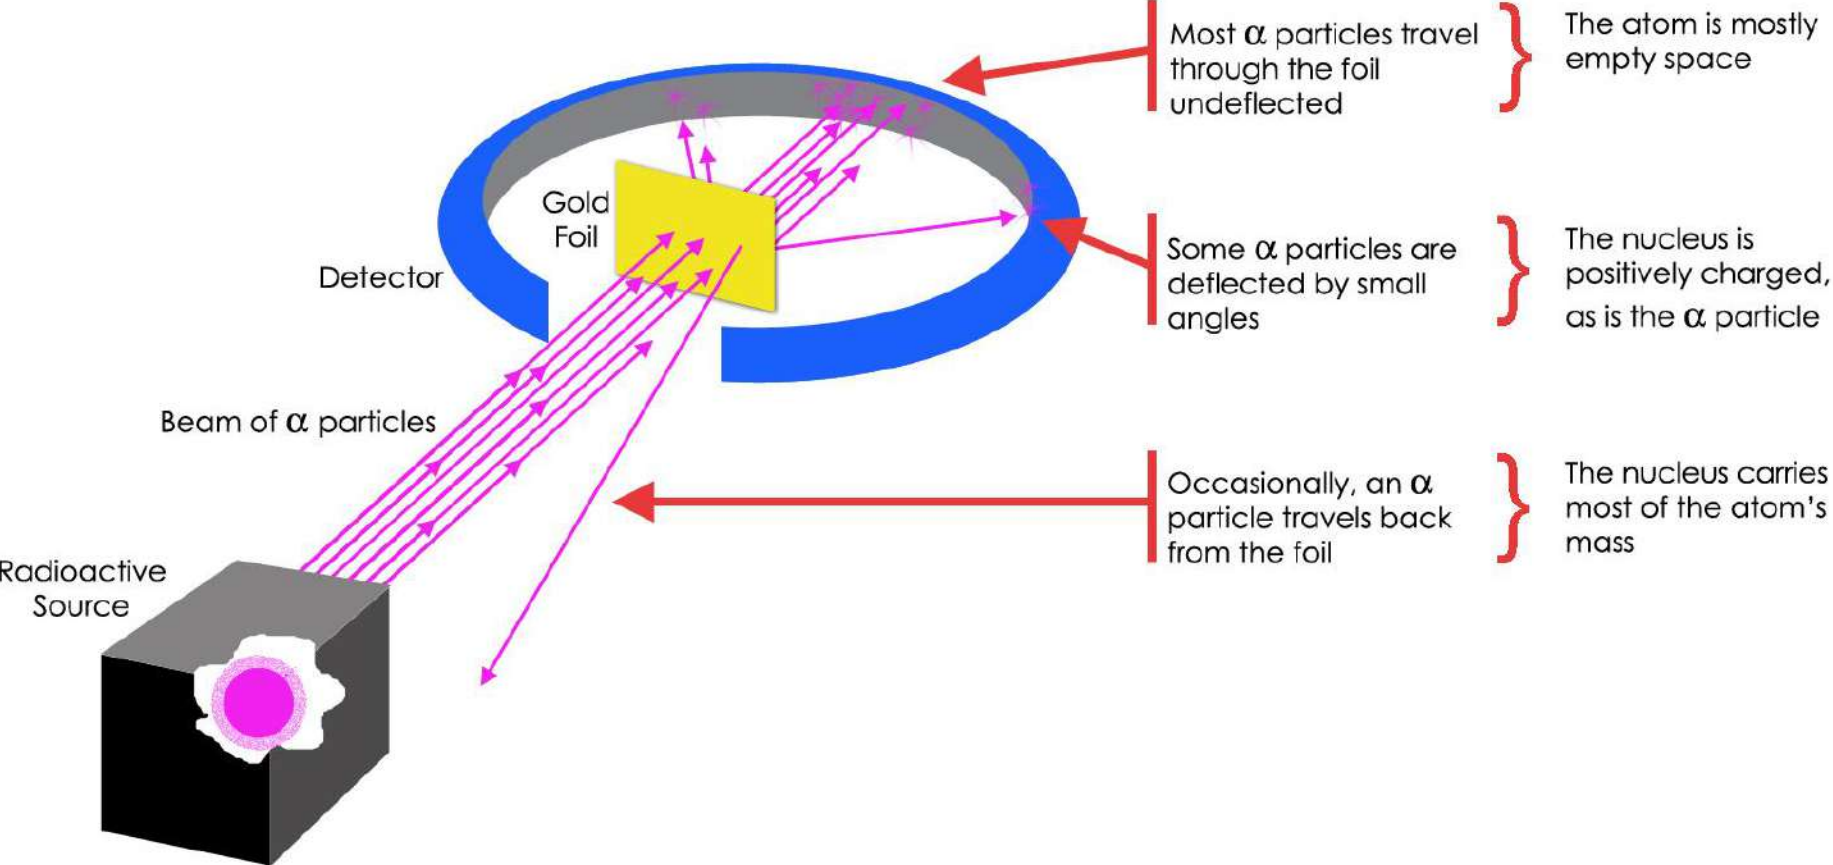 Most α particles travel
through the foil
undeflected
The atom is mostly
empty space
Gold
Foil
Detector
Some α particles are
deflected by small
angles
The nucleus is
positively charged,
as is the α particle
Beam of α particles
Occasionally, an α
particle travels back
from the foil
The nucleus carries
most of the atom's
mass
Radioactive
Source